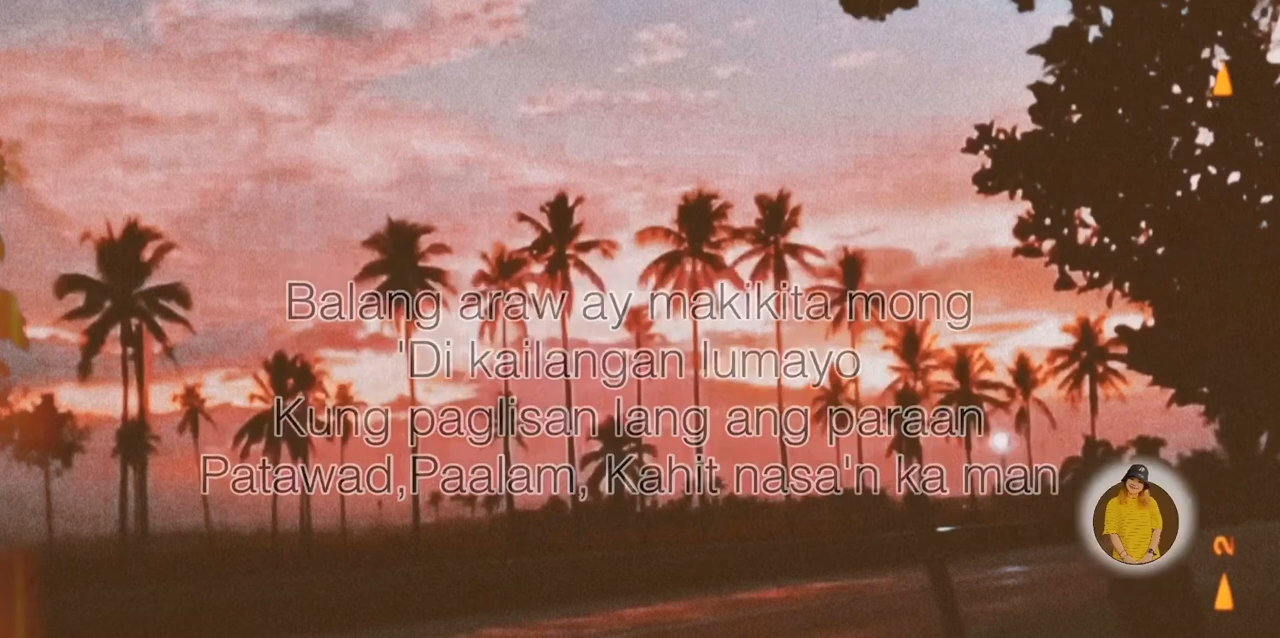 Balang araw ay makikita mong
'Di kailangan lumayo
Kung paglisan lang ang paraan
Patawad,Paalam, Kahit nasa'n ka man
2